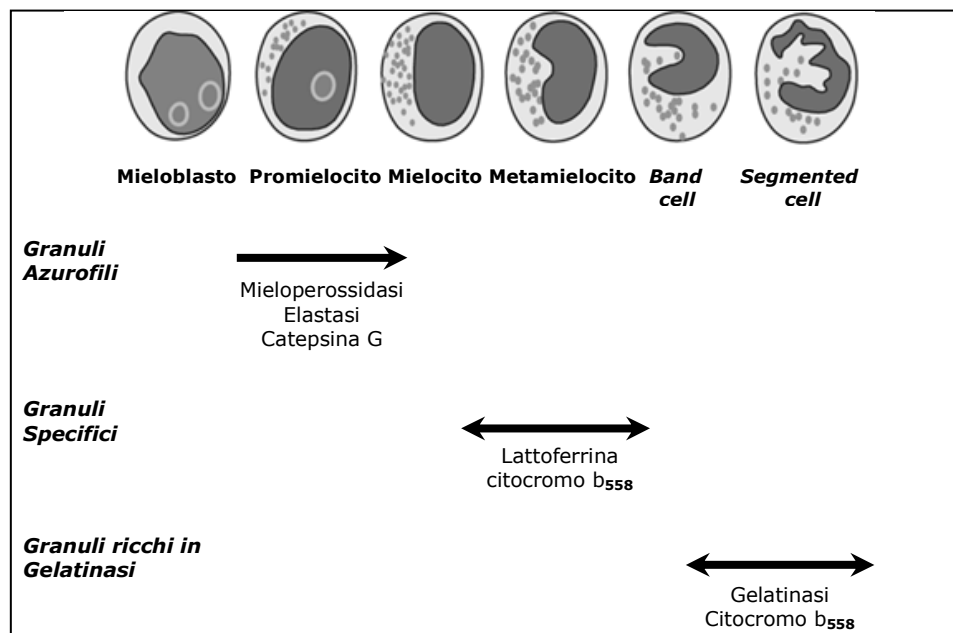 Mieloblasto Promielocito Mielocito Metamielocito Band cell Segmented cell
Granuli
Azurofili
Mieloperossidasi
Elastasi
Catepsina G
Granuli
Specifici
Lattoferrina
citocromo b558
Granuli ricchi in
Gelatinasi
Gelatinasi
Citocromo b558